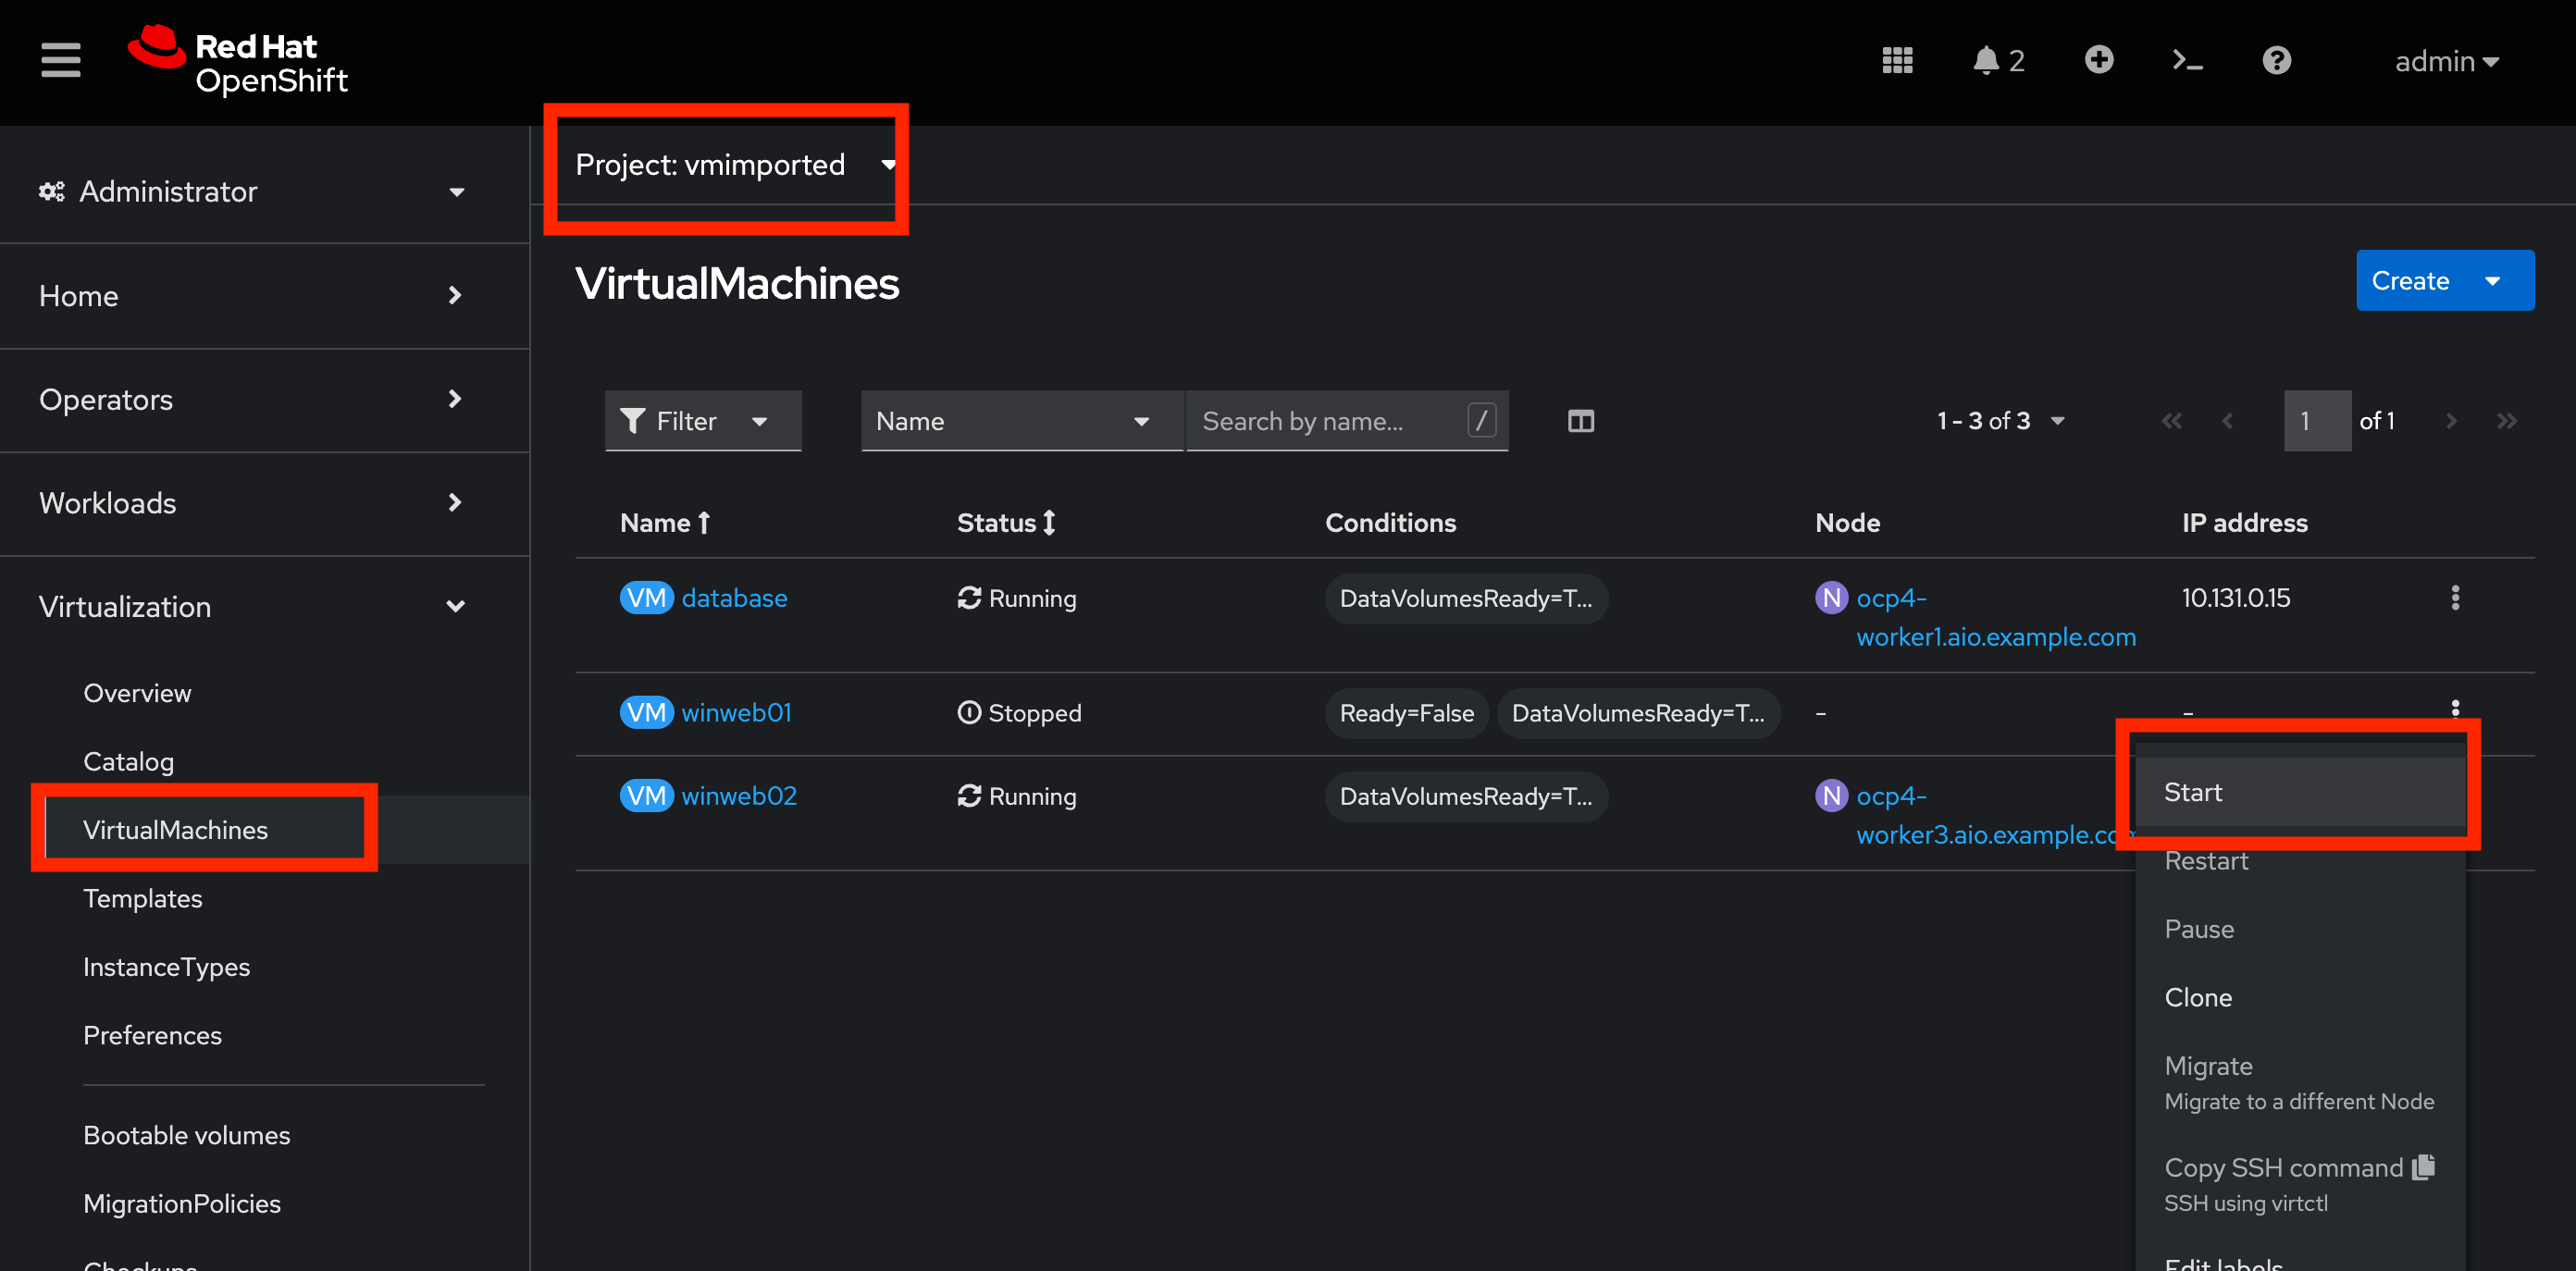 Red Hat
OpenShift
2
admin
Administrator
Home
Operators
Workloads
Virtualization
Overview
Catalog
VirtualMachines
Templates
InstanceTypes
Preferences
Bootable volumes
MigrationPolicies
Checkups
Project: vmimported
VirtualMachines
Create
Filter
Name
Search by name...
/
1 - 3 of 3
1 of 1
Name Status Conditions Node IP address
VM database Running DataVolumesReady=T... N ocp4-
worker1.aio.example.com 10.131.0.15
VM winweb01 Stopped Ready=False DataVolumesReady=T... - -
VM winweb02 Running DataVolumesReady=T... N ocp4-
worker3.aio.example.com
Start
Restart
Pause
Clone
Migrate
Migrate to a different Node
Copy SSH command
SSH using virtctl
Edit labels